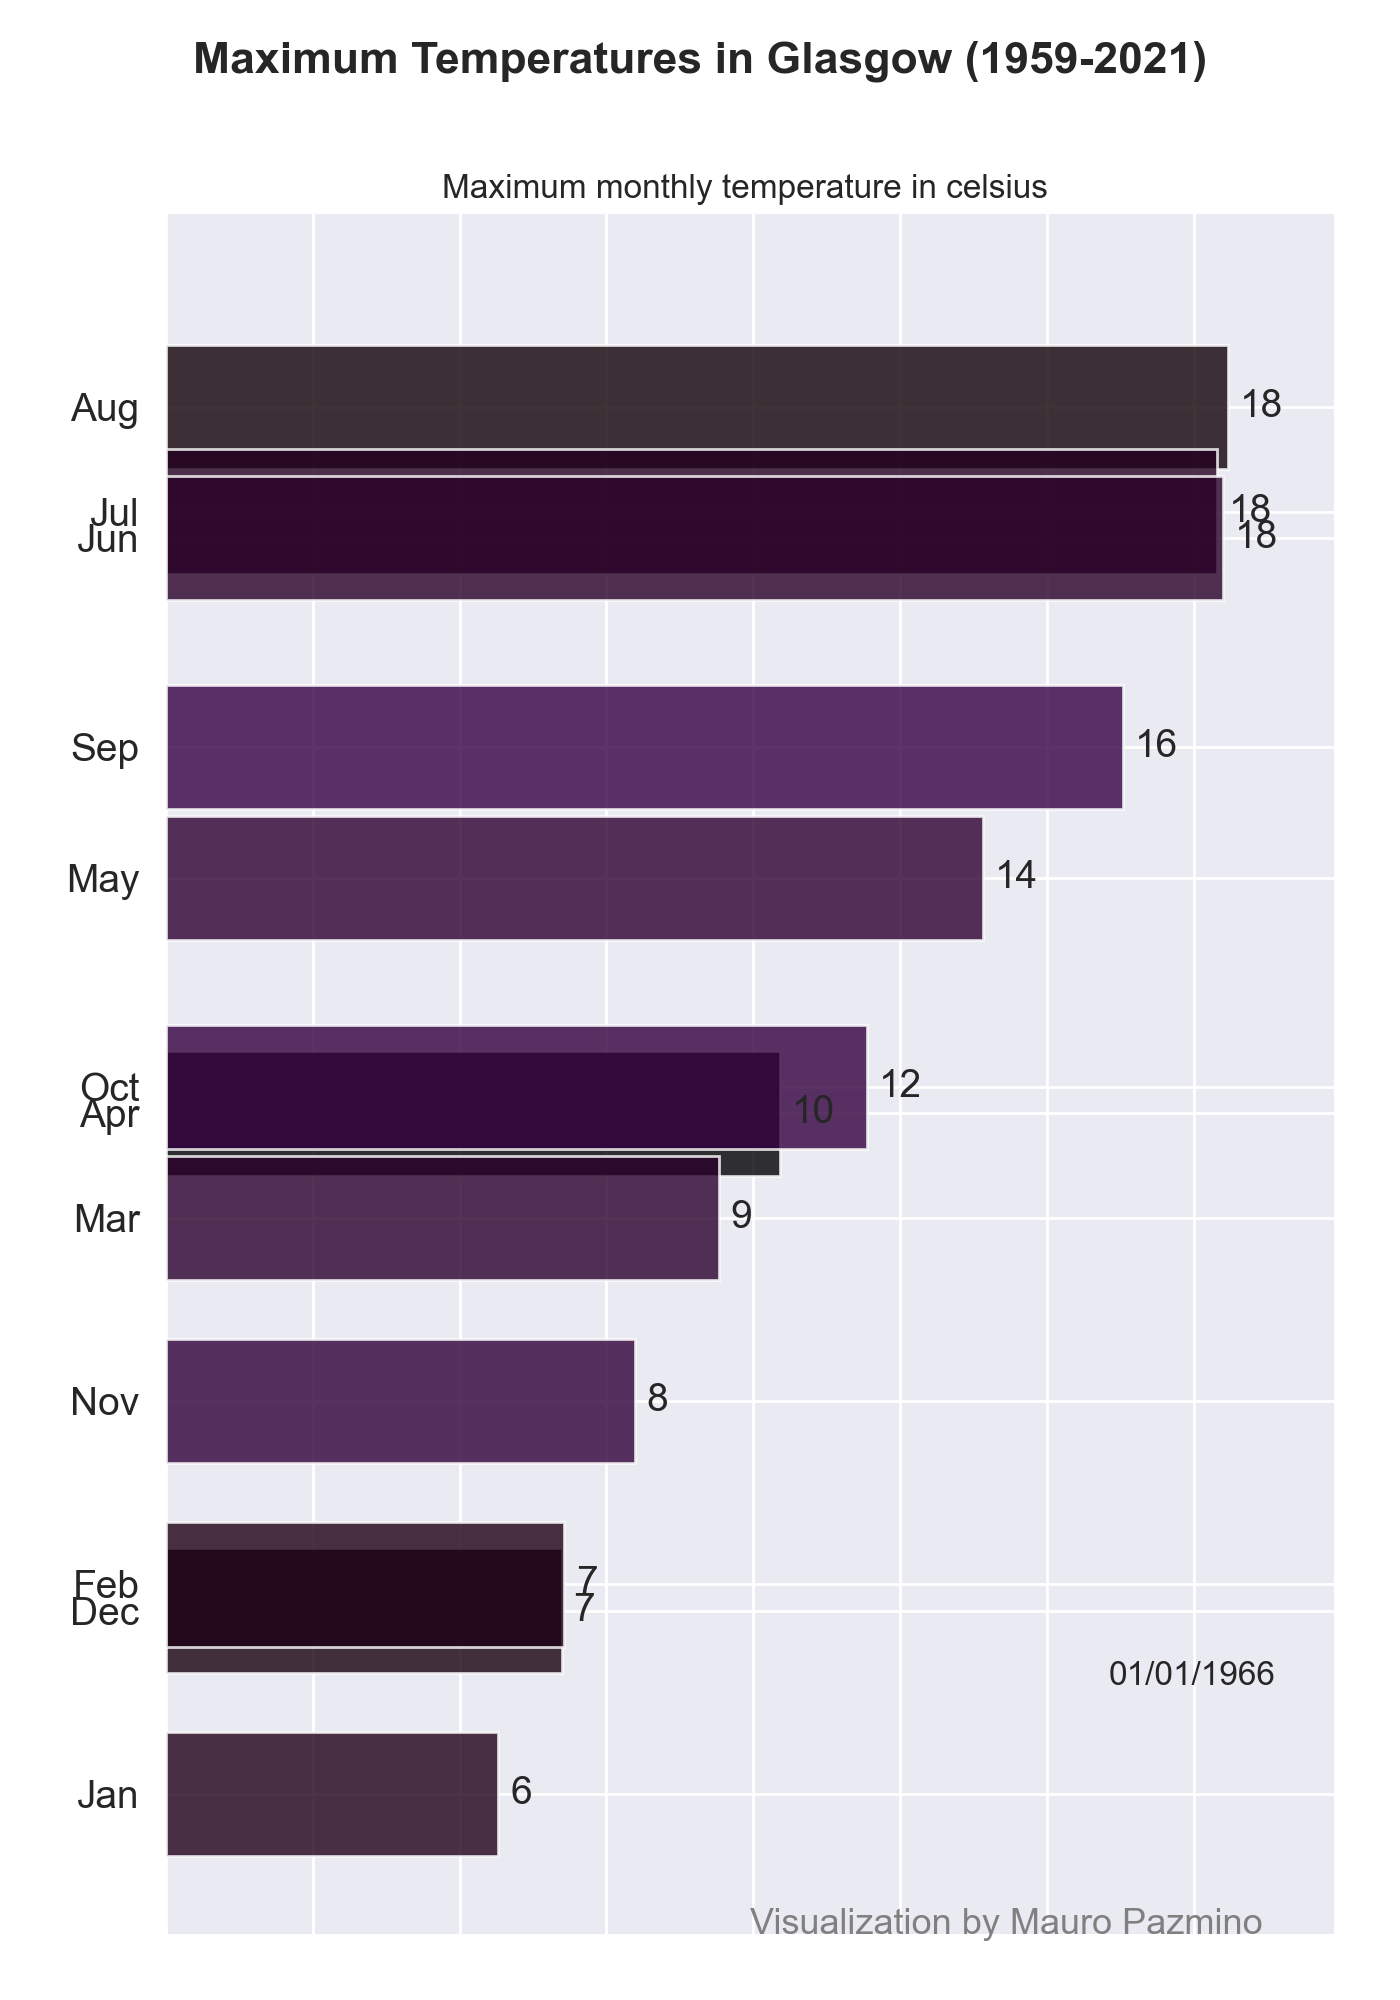 Maximum Temperatures in Glasgow (1959-2021)
Maximum monthly temperature in celsius
Aug 18
Jul 18
Jun 18
Sep 16
May 14
Oct 12
Apr 10
Mar 9
Nov 8
Feb 7
Dec 7
01/01/1966
Jan 6
Visualization by Mauro Pazmino